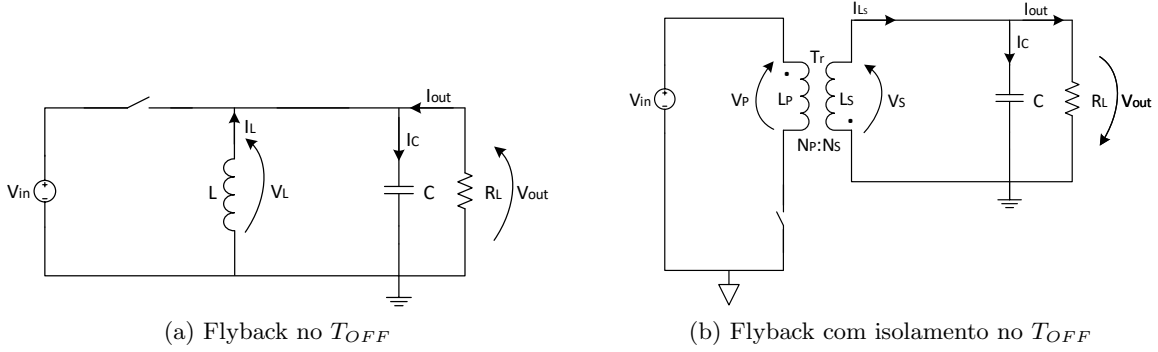 Vin
+
-
IL
L
VL
IC
C
Iout
RL
Vout
(a) Flyback no TOFF
Vin
+
-
VP
LP
Tr
NP:NS
LS
VS
ILs
IC
C
Iout
RL
Vout
(b) Flyback com isolamento no TOFF